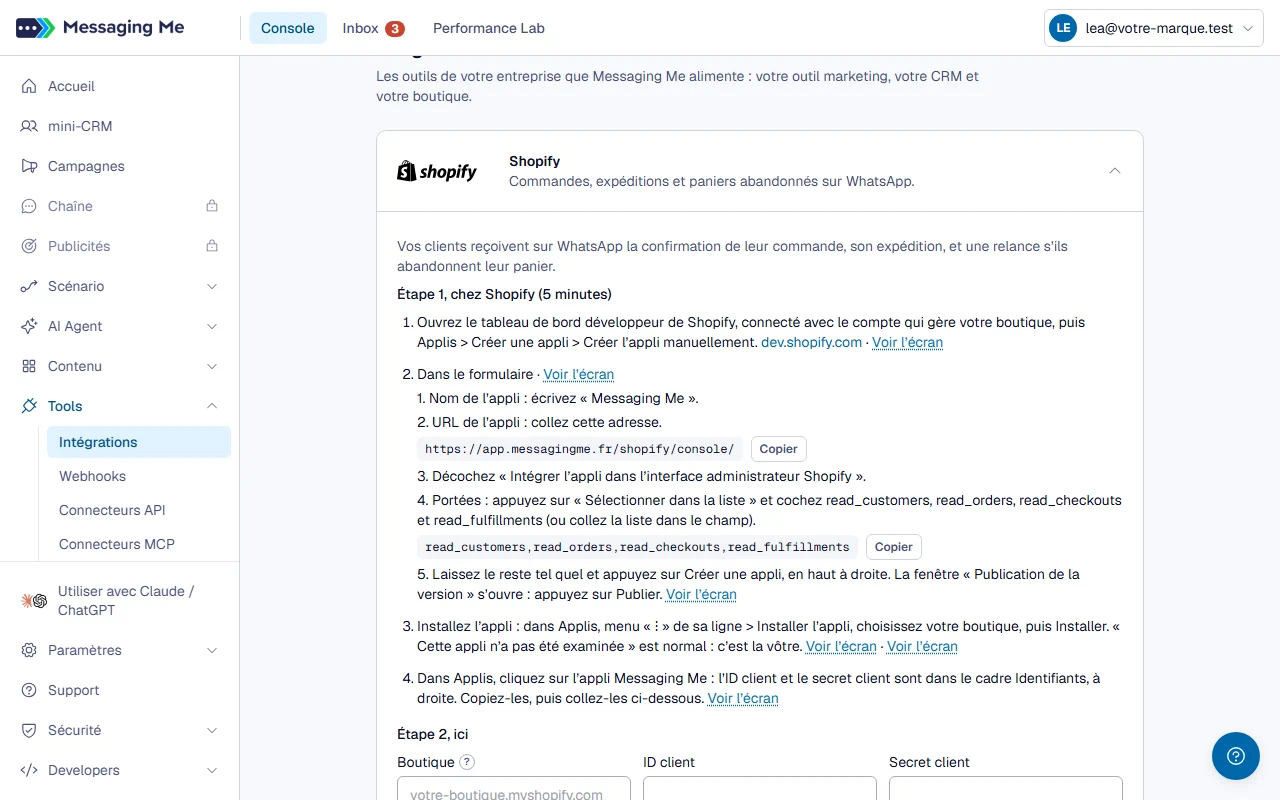 Messaging Me
Console
Inbox 3
Performance Lab
LE lea@votre-marque.test
Accueil
mini-CRM
Campagnes
Chaîne
Publicités
Scénario
AI Agent
Contenu
Tools
Intégrations
Webhooks
Connecteurs API
Connecteurs MCP
Utiliser avec Claude /
ChatGPT
Paramètres
Support
Sécurité
Developers
Les outils de votre entreprise que Messaging Me alimente : votre outil marketing, votre CRM et
votre boutique.
shopify
Shopify
Commandes, expéditions et paniers abandonnés sur WhatsApp.
Vos clients reçoivent sur WhatsApp la confirmation de leur commande, son expédition, et une relance s’ils
abandonnent leur panier.
Étape 1, chez Shopify (5 minutes)
1. Ouvrez le tableau de bord développeur de Shopify, connecté avec le compte qui gère votre boutique, puis
Applis > Créer une appli > Créer l’appli manuellement. dev.shopify.com · Voir l’écran
2. Dans le formulaire · Voir l’écran
1. Nom de l’appli : écrivez « Messaging Me ».
2. URL de l’appli : collez cette adresse.
https://app.messagingme.fr/shopify/console/ Copier
3. Décochez « Intégrer l’appli dans l’interface administrateur Shopify ».
4. Portées : appuyez sur « Sélectionner dans la liste » et cochez read_customers, read_orders, read_checkouts
et read_fulfillments (ou collez la liste dans le champ).
read_customers,read_orders,read_checkouts,read_fulfillments Copier
5. Laissez le reste tel quel et appuyez sur Créer une appli, en haut à droite. La fenêtre « Publication de la
version » s’ouvre : appuyez sur Publier. Voir l’écran
3. Installez l’appli : dans Applis, menu « ⋮ » de sa ligne > Installer l’appli, choisissez votre boutique, puis Installer. «
Cette appli n’a pas été examinée » est normal : c’est la vôtre. Voir l’écran · Voir l’écran
4. Dans Applis, cliquez sur l’appli Messaging Me : l’ID client et le secret client sont dans le cadre Identifiants, à
droite. Copiez-les, puis collez-les ci-dessous. Voir l’écran
Étape 2, ici
Boutique ?
ID client
Secret client
votre-boutique.myshopify.com